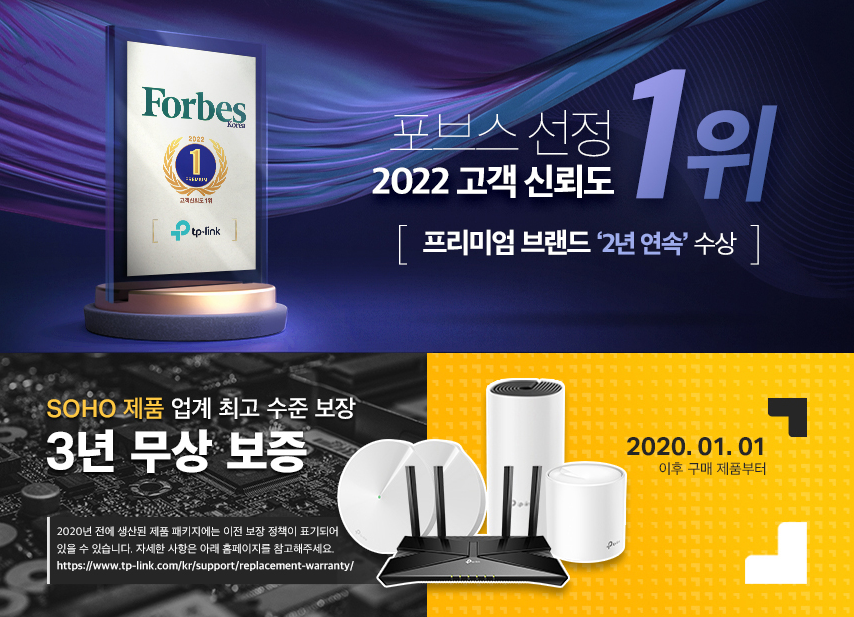 Forbes
Korea
2022
1
PREMIUM
고객신뢰도 1위
tp-link
포브스 선정
2022 고객 신뢰도
1위
[ 프리미엄 브랜드 ‘2년 연속’ 수상 ]
SOHO 제품 업계 최고 수준 보장
3년 무상 보증
2020년 전에 생산된 제품 패키지에는 이전 보장 정책이 표기되어
있을 수 있습니다. 자세한 사항은 아래 홈페이지를 참고해주세요.
https://www.tp-link.com/kr/support/replacement-warranty/
2020. 01. 01
이후 구매 제품부터
tp-link